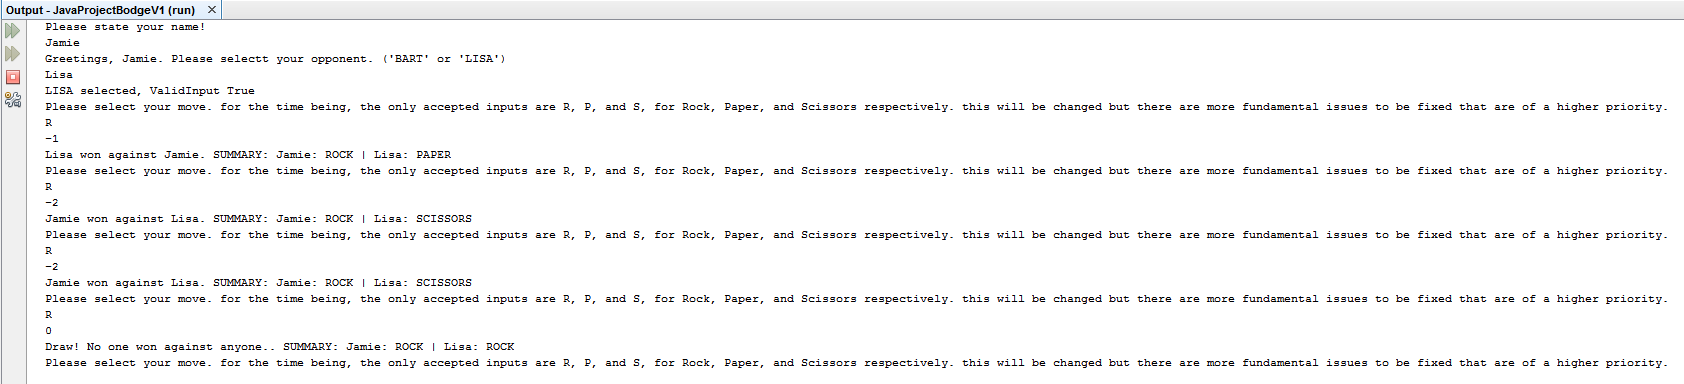 Output - JavaProjectBodgeV1 (run) ×
Please state your name!
Jamie
Greetings, Jamie. Please selectt your opponent. ('BART' or 'LISA')
Lisa
LISA selected, ValidInput True
Please select your move. for the time being, the only accepted inputs are R, P, and S, for Rock, Paper, and Scissors respectively. this will be changed but there are more fundamental issues to be fixed that are of a higher priority.
R
-1
Lisa won against Jamie. SUMMARY: Jamie: ROCK | Lisa: PAPER
Please select your move. for the time being, the only accepted inputs are R, P, and S, for Rock, Paper, and Scissors respectively. this will be changed but there are more fundamental issues to be fixed that are of a higher priority.
R
-2
Jamie won against Lisa. SUMMARY: Jamie: ROCK | Lisa: SCISSORS
Please select your move. for the time being, the only accepted inputs are R, P, and S, for Rock, Paper, and Scissors respectively. this will be changed but there are more fundamental issues to be fixed that are of a higher priority.
R
-2
Jamie won against Lisa. SUMMARY: Jamie: ROCK | Lisa: SCISSORS
Please select your move. for the time being, the only accepted inputs are R, P, and S, for Rock, Paper, and Scissors respectively. this will be changed but there are more fundamental issues to be fixed that are of a higher priority.
R
0
Draw! No one won against anyone.. SUMMARY: Jamie: ROCK | Lisa: ROCK
Please select your move. for the time being, the only accepted inputs are R, P, and S, for Rock, Paper, and Scissors respectively. this will be changed but there are more fundamental issues to be fixed that are of a higher priority.